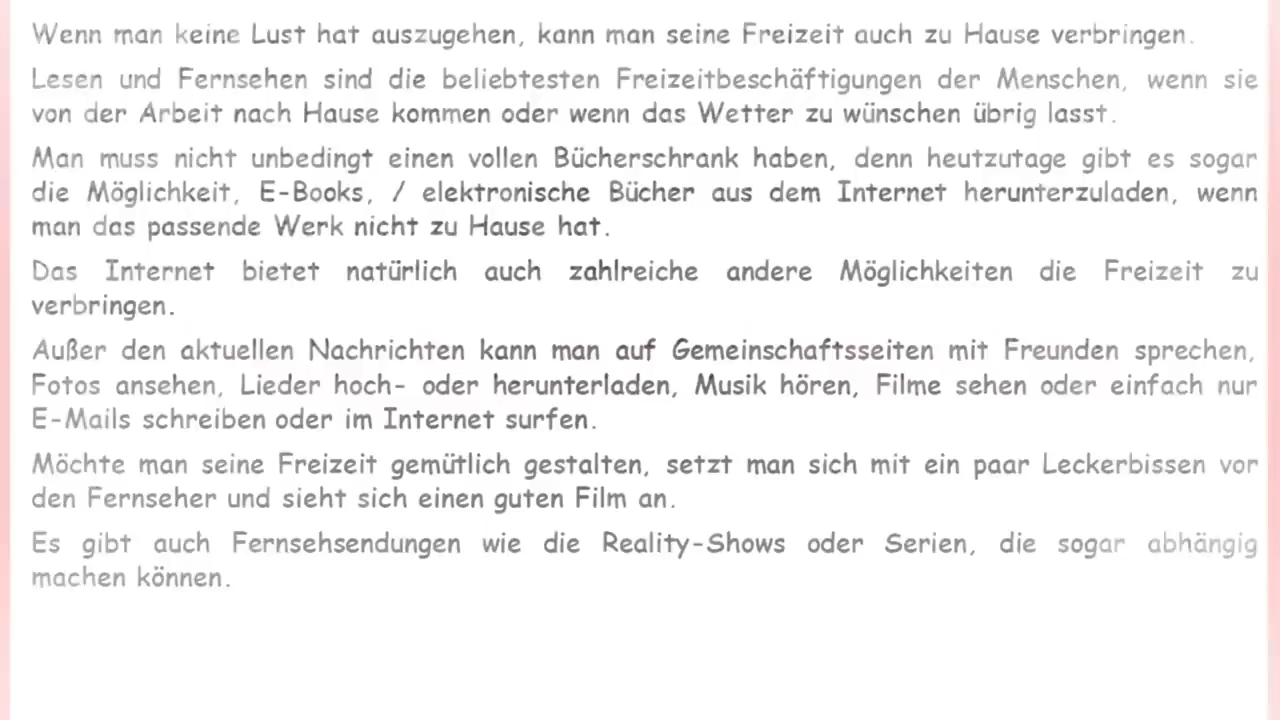 Wenn man keine Lust hat auszugehen, kann man seine Freizeit auch zu Hause verbringen.
Lesen und Fernsehen sind die beliebtesten Freizeitbeschäftigungen der Menschen, wenn sie
von der Arbeit nach Hause kommen oder wenn das Wetter zu wünschen übrig lasst.
Man muss nicht unbedingt einen vollen Bücherschrank haben, denn heutzutage gibt es sogar
die Möglichkeit, E-Books, / elektronische Bücher aus dem Internet herunterzuladen, wenn
man das passende Werk nicht zu Hause hat.
Das Internet bietet natürlich auch zahlreiche andere Möglichkeiten die Freizeit zu
verbringen.
Außer den aktuellen Nachrichten kann man auf Gemeinschaftsseiten mit Freunden sprechen,
Fotos ansehen, Lieder hoch- oder herunterladen, Musik hören, Filme sehen oder einfach nur
E-Mails schreiben oder im Internet surfen.
Möchte man seine Freizeit gemütlich gestalten, setzt man sich mit ein paar Leckerbissen vor
den Fernseher und sieht sich einen guten Film an.
Es gibt auch Fernsehsendungen wie die Reality-Shows oder Serien, die sogar abhängig
machen können.